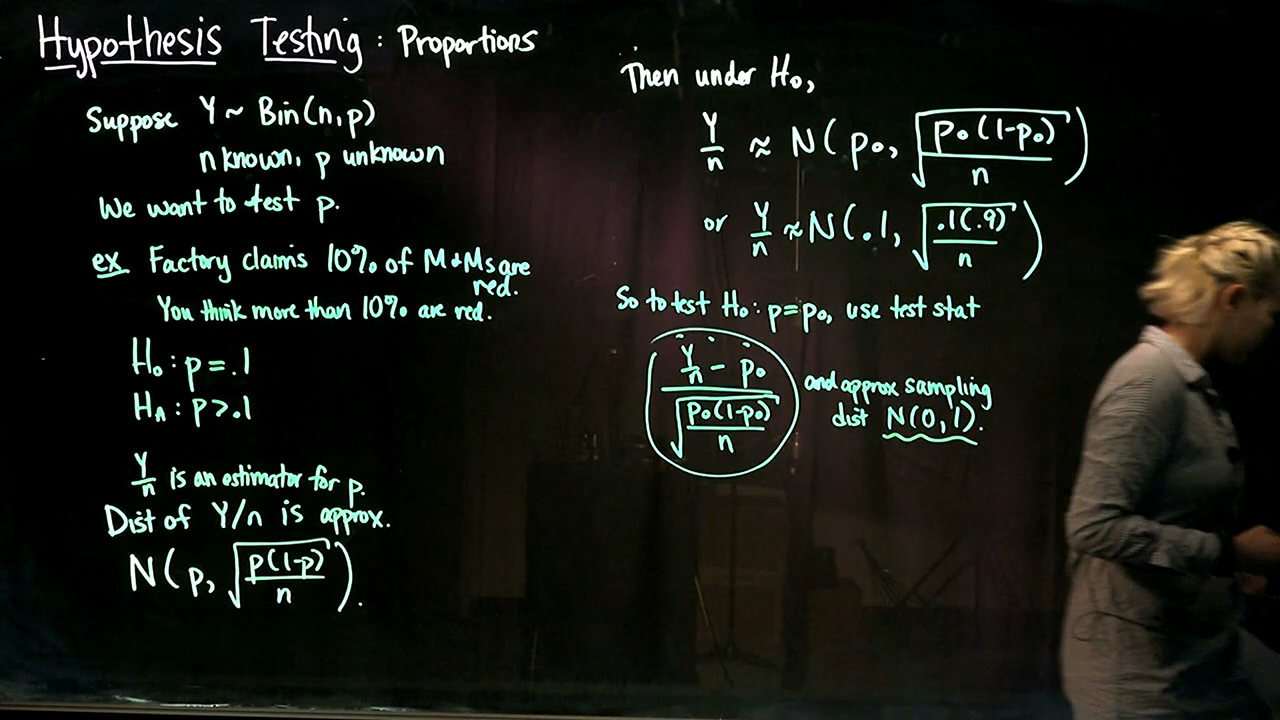 Hypothesis Testing : Proportions
Suppose Y ~ Bin(n, p)
n known, p unknown
We want to test p.
ex. Factory claims 10% of M&Ms are
red.
You think more than 10% are red.
H₀ : p = .1
H_A : p > .1
Y/n is an estimator for p.
Dist of Y/n is approx.
N(p, √(p(1-p)/n)).
Then under H₀,
Y/n ≈ N(p₀, √(p₀(1-p₀)/n))
or Y/n ≈ N(.1, √(.1(.9)/n))
So to test H₀ : p = p₀, use test stat
(Y/n - p₀)/√(p₀(1-p₀)/n) and approx sampling
dist N(0, 1).